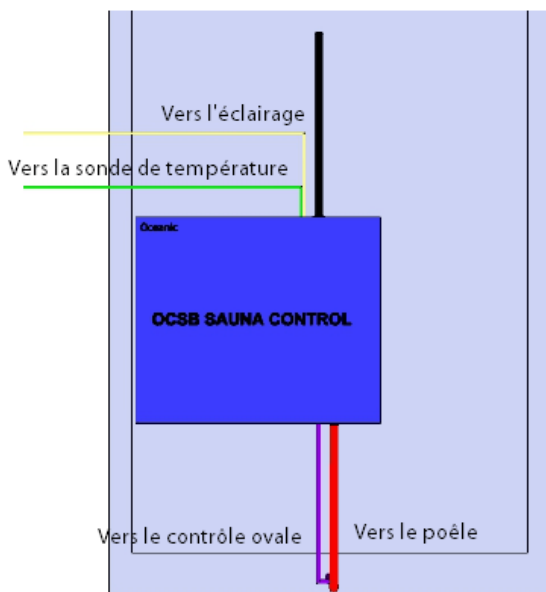 Vers l'éclairage
Vers la sonde de température
Oceanic
OCSB SAUNA CONTROL
Vers le contrôle ovale
Vers le poêle